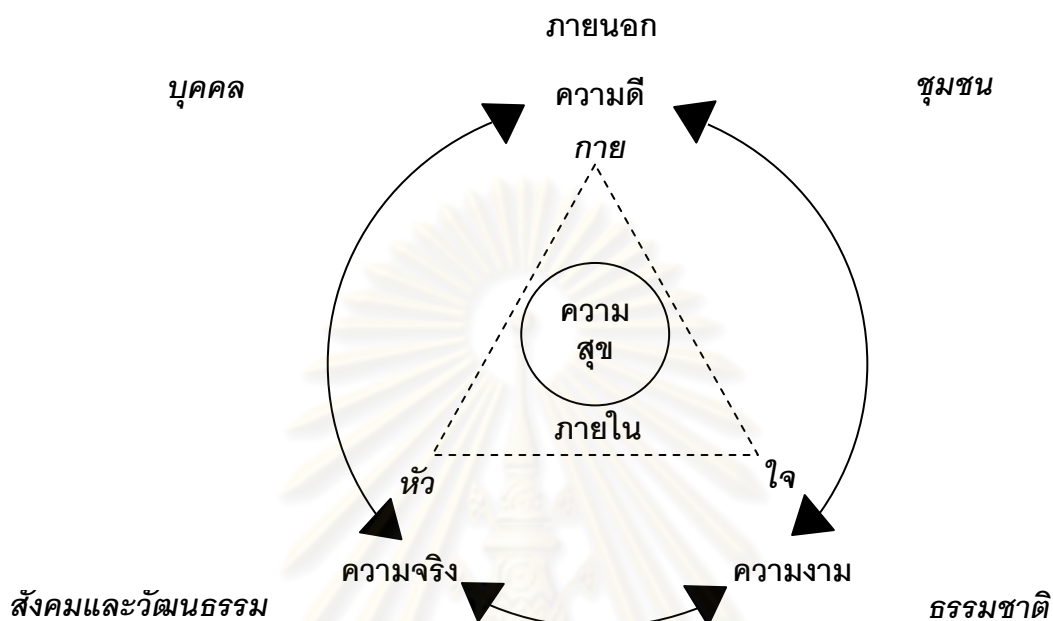 ภายนอก
บุคคล
ชุมชน
ความดี
กาย
ความ
สุข
ภายใน
หัว
ใจ
ความจริง
ความงาม
สังคมและวัฒนธรรม
ธรรมชาติ